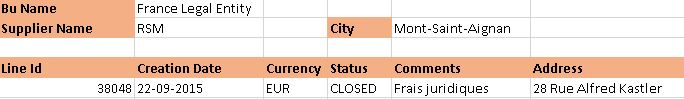 Bu Name France Legal Entity
Supplier Name RSM City Mont-Saint-Aignan
Line Id Creation Date Currency Status Comments Address
38048 22-09-2015 EUR CLOSED Frais juridiques 28 Rue Alfred Kastler